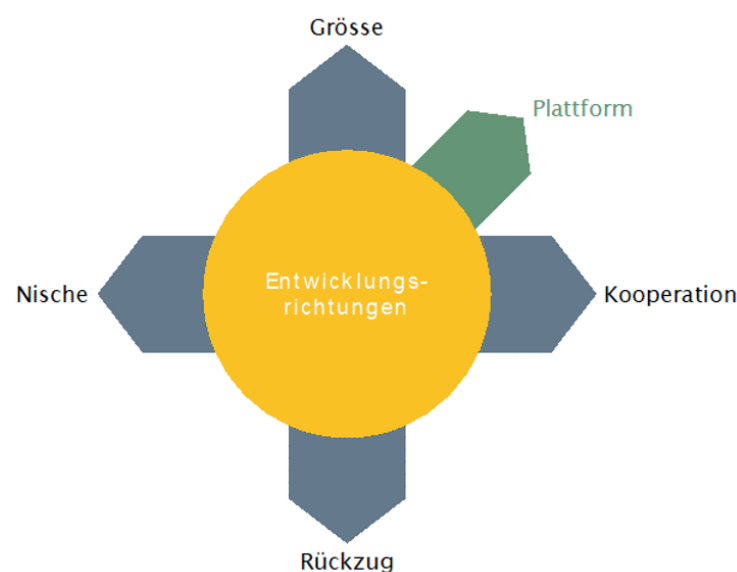 Grösse
Plattform
Nische
Entwicklungs-
richtungen
Kooperation
Rückzug